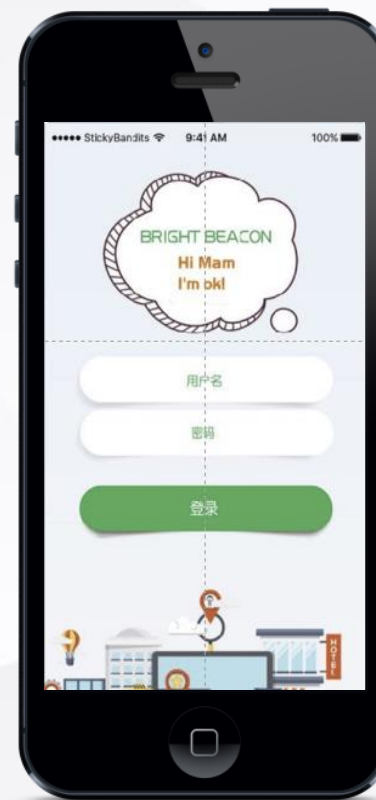 StickyBandits 9:41 AM 100%
BRIGHT BEACON
Hi Mam
I'm ok!
用户名
密码
登录
HOTEL